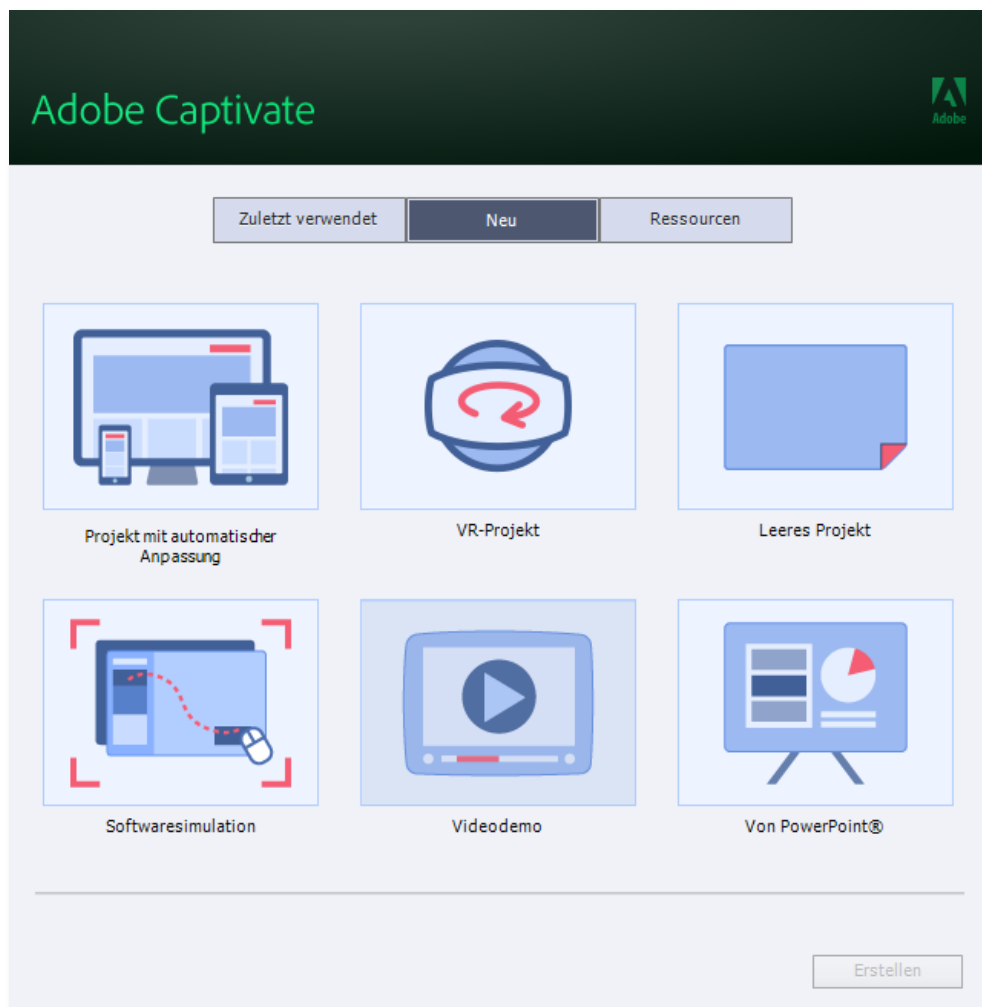 Adobe Captivate
Adobe
Zuletzt verwendet
Neu
Ressourcen
Projekt mit automatischer
Anpassung
VR-Projekt
Leeres Projekt
Softwaresimulation
Videodemo
Von PowerPoint®
Erstellen